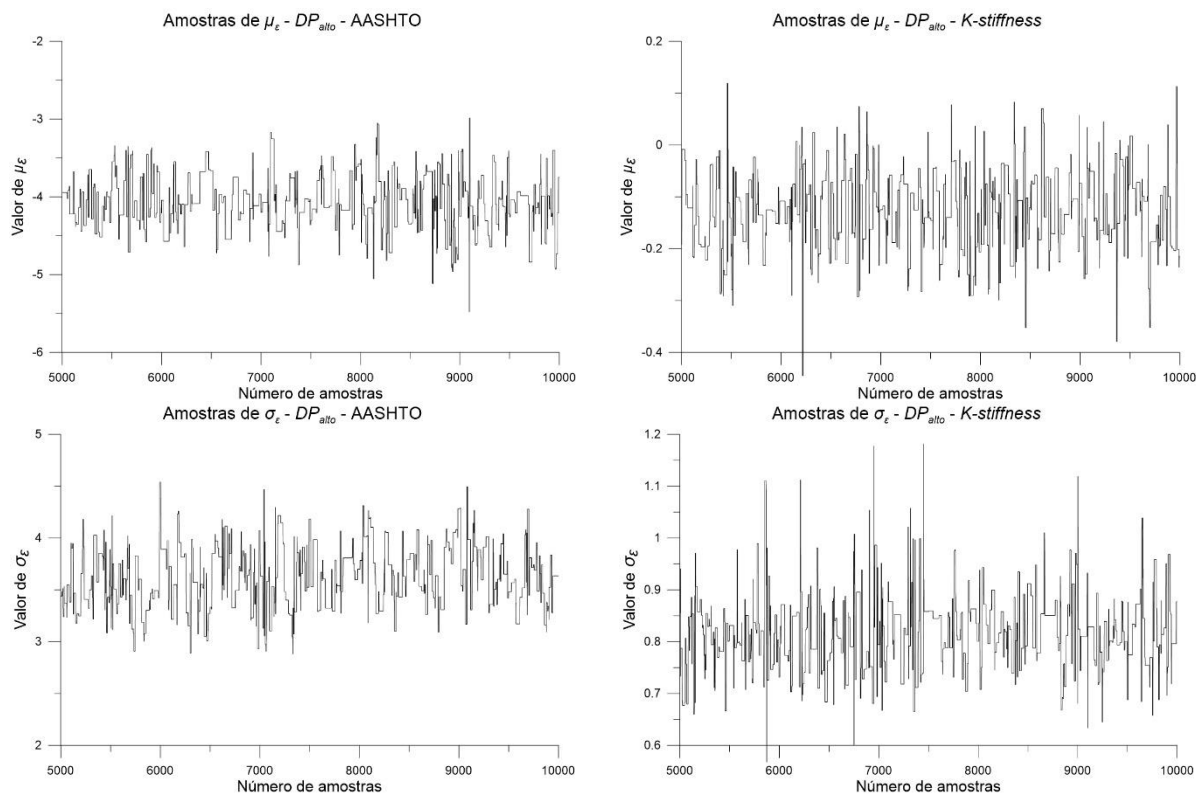 Amostras de με - DPalto - AASHTO
Valor de με
-2
-3
-4
-5
-6
5000 6000 7000 8000 9000 10000
Número de amostras
Amostras de με - DPalto - K-stiffness
Valor de με
0.2
0
-0.2
-0.4
5000 6000 7000 8000 9000 10000
Número de amostras
Amostras de σε - DPalto - AASHTO
Valor de σε
5
4
3
2
5000 6000 7000 8000 9000 10000
Número de amostras
Amostras de σε - DPalto - K-stiffness
Valor de σε
1.2
1.1
1
0.9
0.8
0.7
0.6
5000 6000 7000 8000 9000 10000
Número de amostras